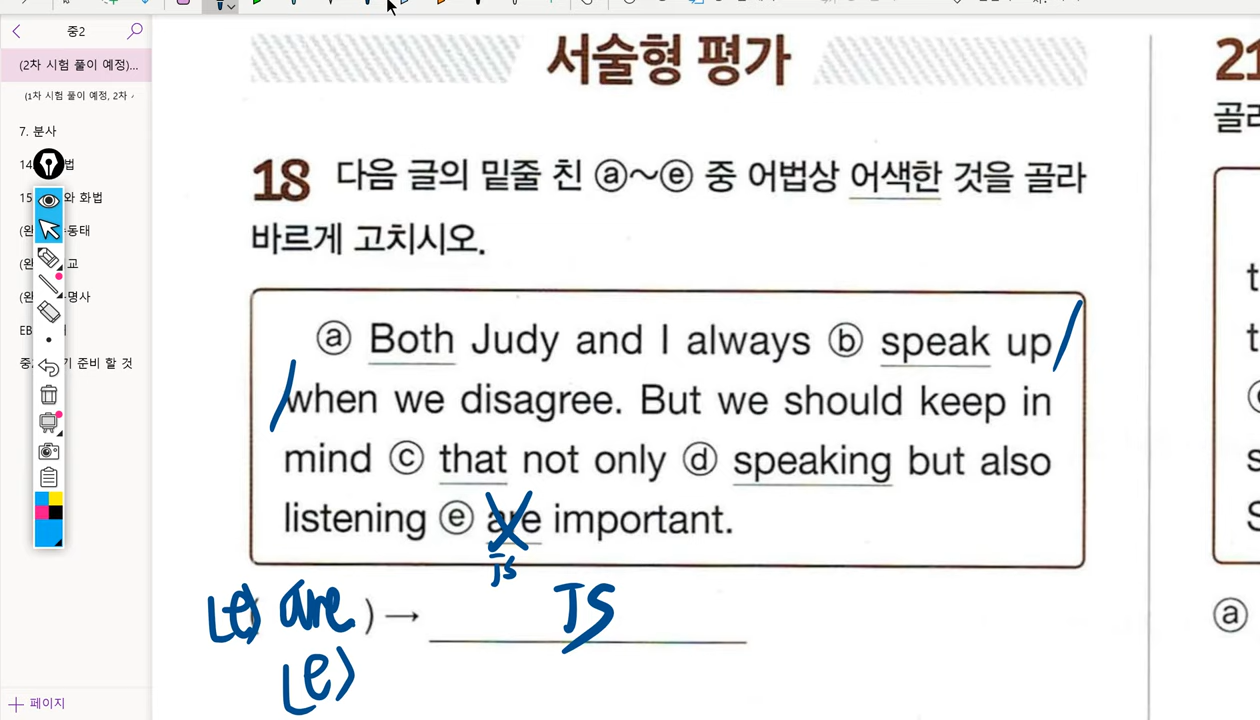 중2
(2차 시험 풀이 예정)...
(1차 시험 풀이 예정, 2차
7. 분사
14 법
15 와 화법
(완 동태
(완 교
(완 명사
EB
중 기 준비 할 것
페이지
서술형 평가
18 다음 글의 밑줄 친 ⓐ~ⓔ 중 어법상 어색한 것을 골라
바르게 고치시오.
ⓐ Both Judy and I always ⓑ speak up
when we disagree. But we should keep in
mind ⓒ that not only ⓓ speaking but also
listening ⓔ are important.
is
(e) are ) → is
(e)
21
골라
t
t
s
S
ⓐ